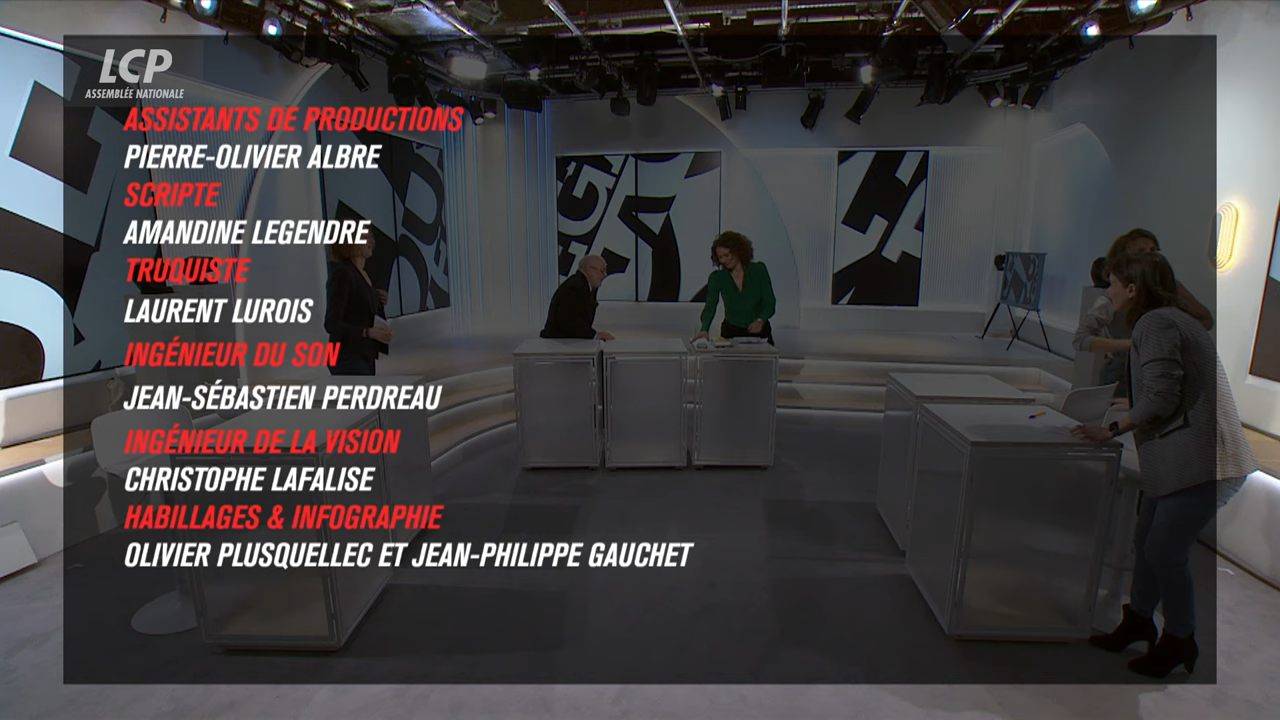 LCP
ASSEMBLÉE NATIONALE
ASSISTANTS DE PRODUCTIONS
PIERRE-OLIVIER ALBRE
SCRIPTE
AMANDINE LEGENDRE
TRUQUISTE
LAURENT LUROIS
INGÉNIEUR DU SON
JEAN-SÉBASTIEN PERDREAU
INGÉNIEUR DE LA VISION
CHRISTOPHE LAFALISE
HABILLAGES & INFOGRAPHIE
OLIVIER PLUSQUELLEC ET JEAN-PHILIPPE GAUCHET